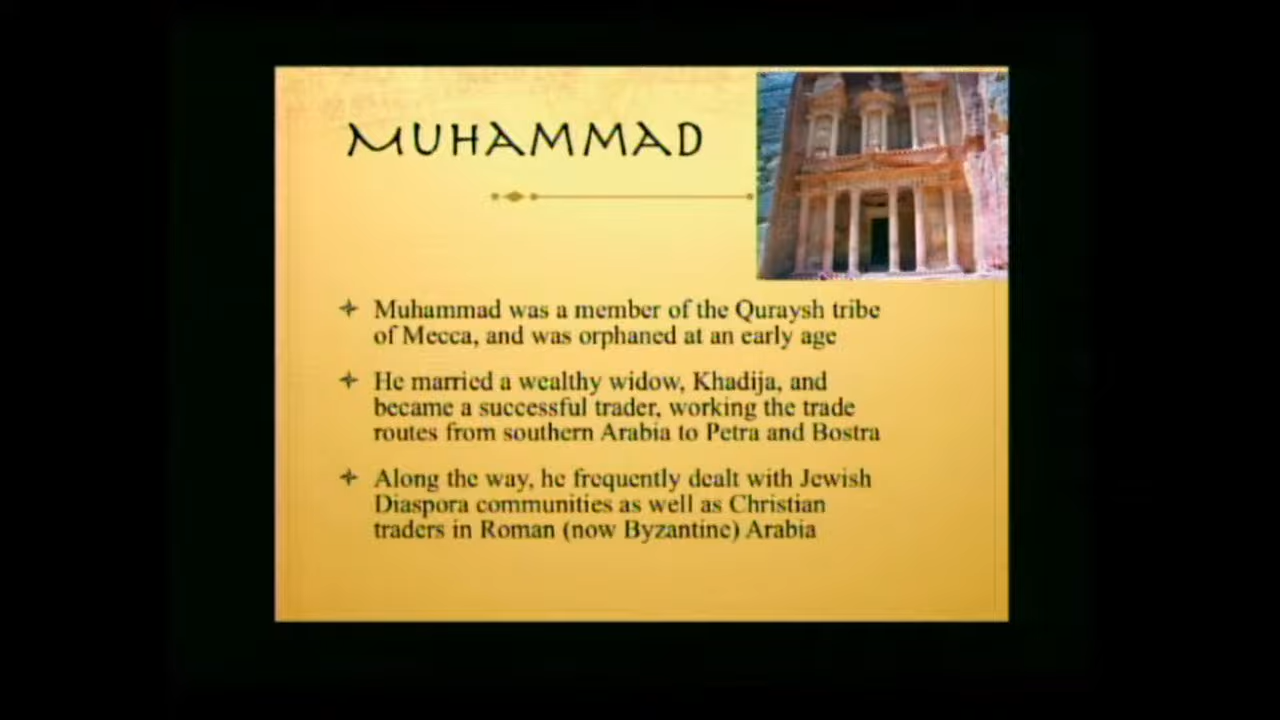 MUHAMMAD
Muhammad was a member of the Quraysh tribe
of Mecca, and was orphaned at an early age
He married a wealthy widow, Khadija, and
became a successful trader, working the trade
routes from southern Arabia to Petra and Bostra
Along the way, he frequently dealt with Jewish
Diaspora communities as well as Christian
traders in Roman (now Byzantine) Arabia